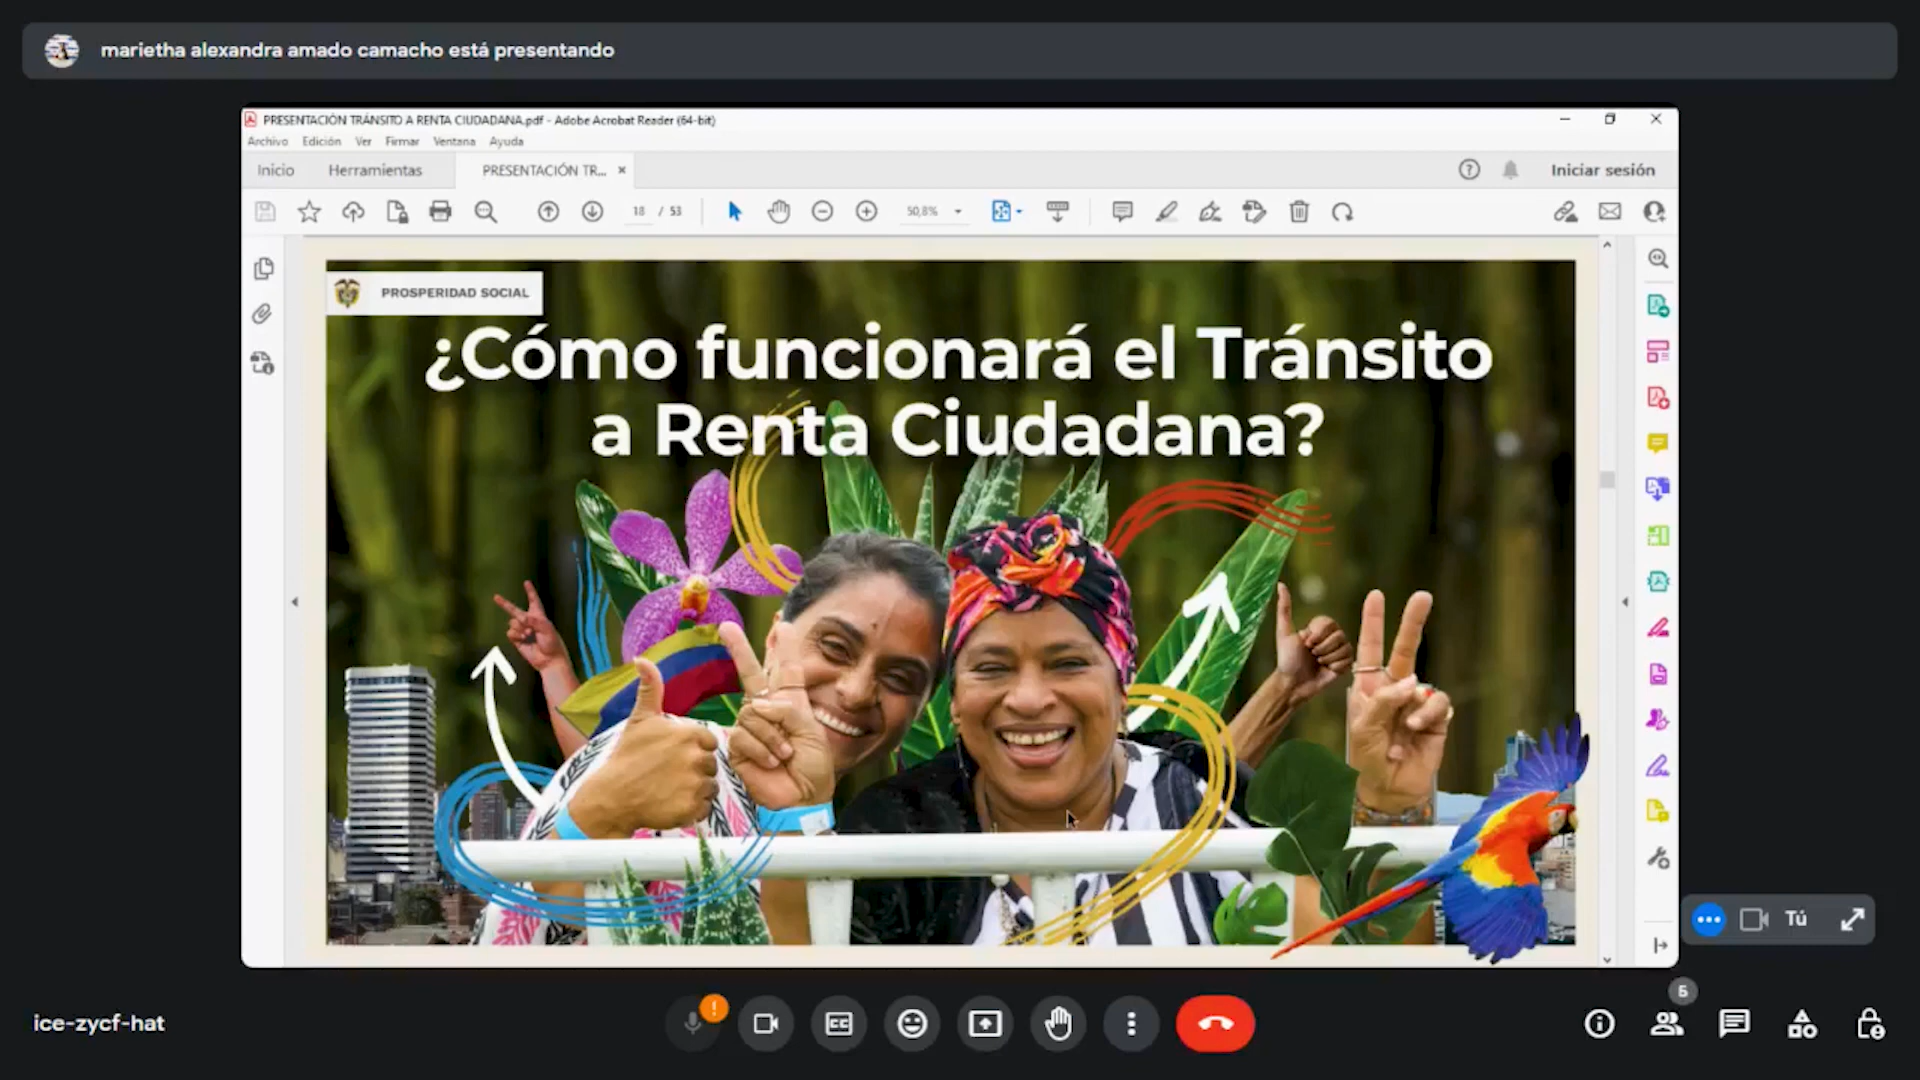 marietha alexandra amado camacho está presentando
PRESENTACIÓN TRÁNSITO A RENTA CIUDADANA.pdf - Adobe Acrobat Reader (64-bit)
Archivo Edición Ver Firmar Ventana Ayuda
Inicio Herramientas PRESENTACIÓN TR... × Iniciar sesión
18 / 53 50,8%
PROSPERIDAD SOCIAL
¿Cómo funcionará el Tránsito
a Renta Ciudadana?
Tú
ice-zycf-hat
CC
5